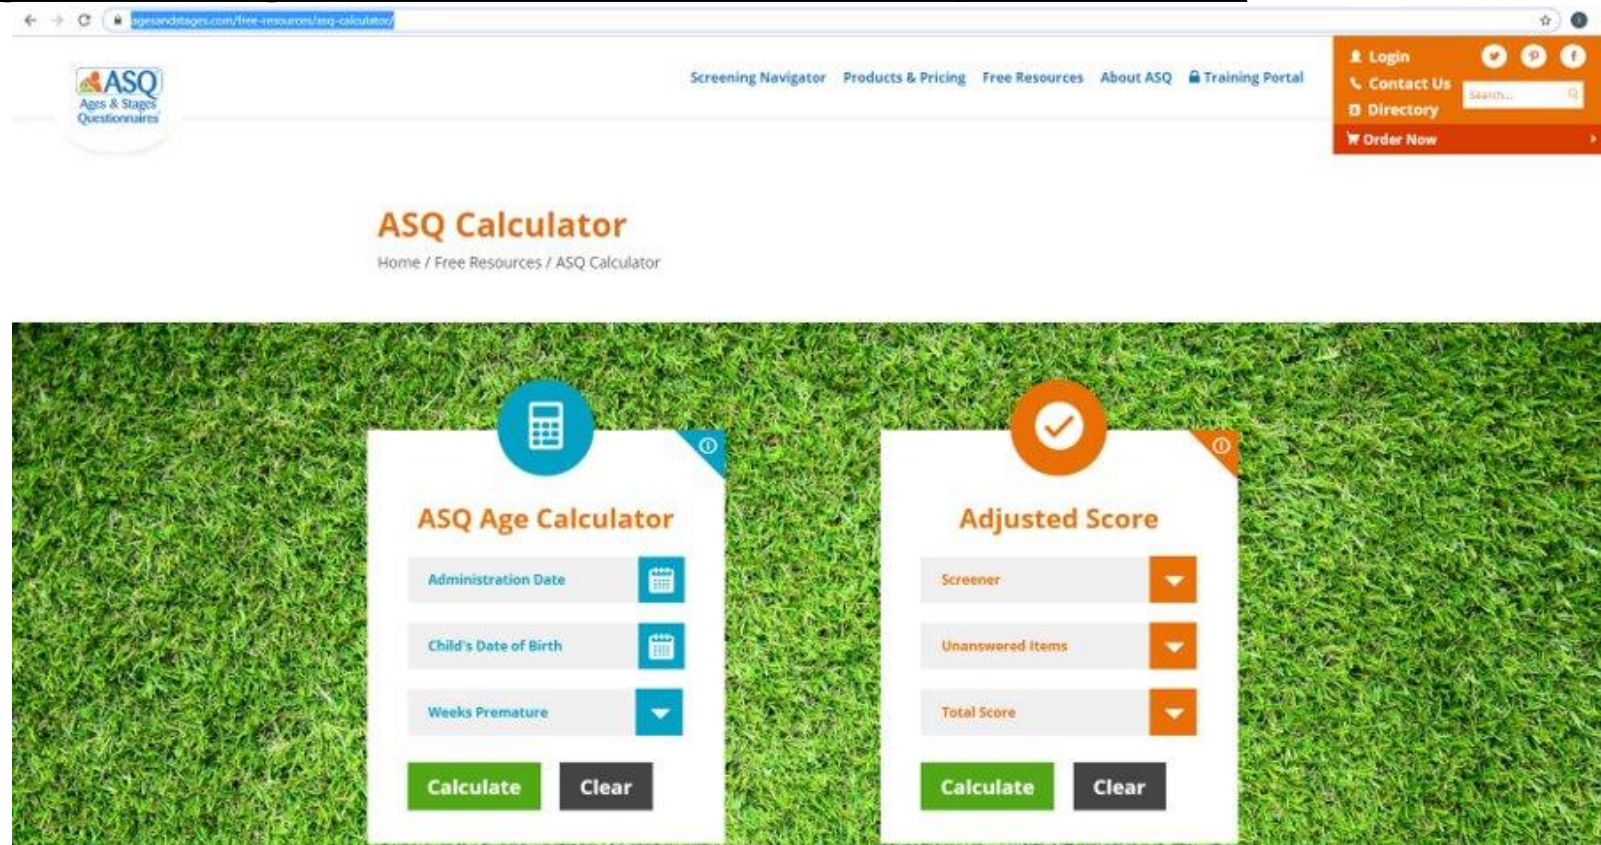 agesandstages.com/free-resources/asq-calculator/
ASQ
Ages & Stages
Questionnaires
Screening Navigator Products & Pricing Free Resources About ASQ Training Portal
Login
Contact Us
Directory
Search...
Order Now
ASQ Calculator
Home / Free Resources / ASQ Calculator
ASQ Age Calculator
Administration Date
Child's Date of Birth
Weeks Premature
Calculate Clear
Adjusted Score
Screener
Unanswered Items
Total Score
Calculate Clear